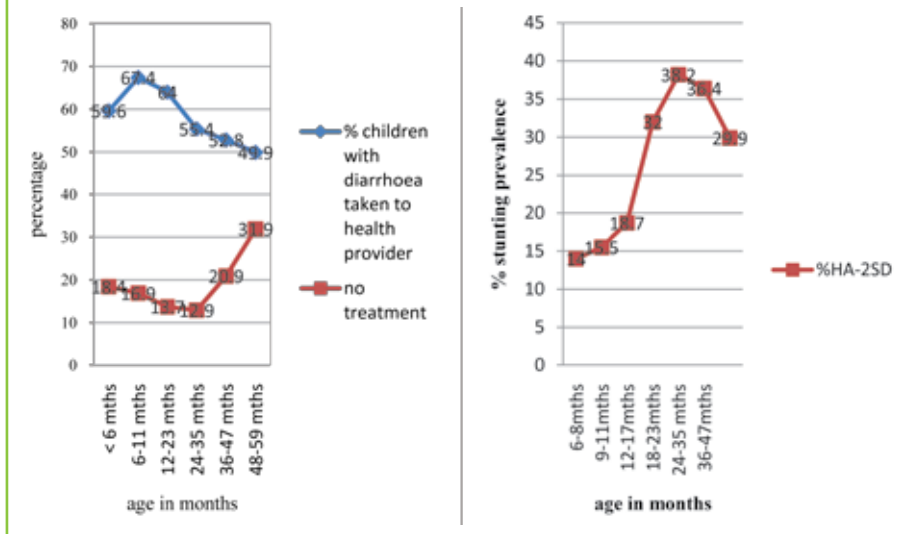 80
70
60
50
40
30
20
10
0
percentage
59.6
67.4
64
55.4
52.8
49.9
18.4
16.9
13.7
12.9
20.9
31.9
< 6 mths
6-11 mths
12-23 mths
24-35 mths
36-47 mths
48-59 mths
age in months
% children
with
diarrhoea
taken to
health
provider
no
treatment
45
40
35
30
25
20
15
10
5
0
% stunting prevalence
14
15.5
18.7
32
38.2
36.4
29.9
6-8mths
9-11mths
12-17mths
18-23mths
24-35 mths
36-47mths
age in months
%HA-2SD